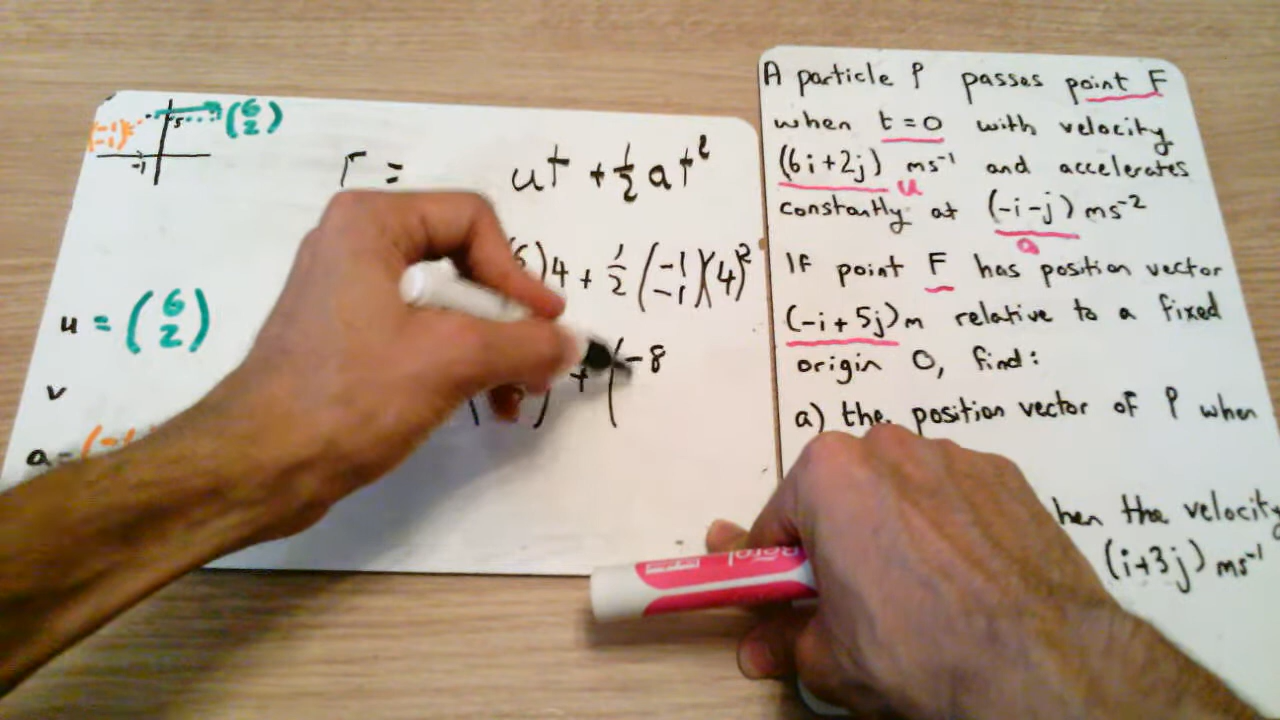 (6 2)
(-1 -1)
5
-1
r = ut + ½at²
)4 + ½(-1 -1)(4)²
u = (6 2)
+ (-8
v
a =
A particle P passes point F
when t=0 with velocity
(6i+2j) ms⁻¹ and accelerates
u
constantly at (-i-j) ms⁻²
a
If point F has position vector
(-i+5j)m relative to a fixed
origin O, find:
a) the position vector of P when
hen the velocity
(i+3j) ms⁻¹
Berol